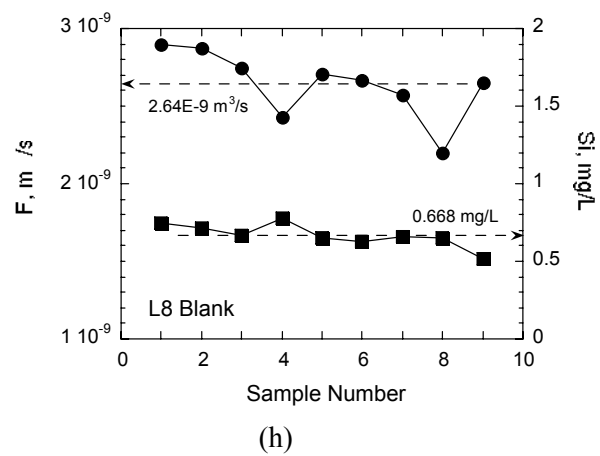 3 10⁻⁹
2 10⁻⁹
1 10⁻⁹
F, m /s
2.64E-9 m³/s
0.668 mg/L
L8 Blank
2
1.5
1
0.5
0
Si, mg/L
0 2 4 6 8 10
Sample Number
(h)